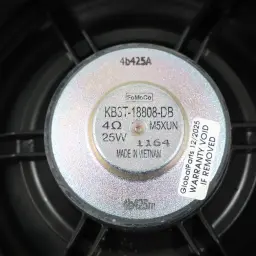 4b425A
FoMoCo
KB3T-18808-DB
4Ω M5XUN
25W 1164
MADE IN VIETNAM
4b425m
GlobalParts 12/2025
WARRANTY VOID
IF REMOVED